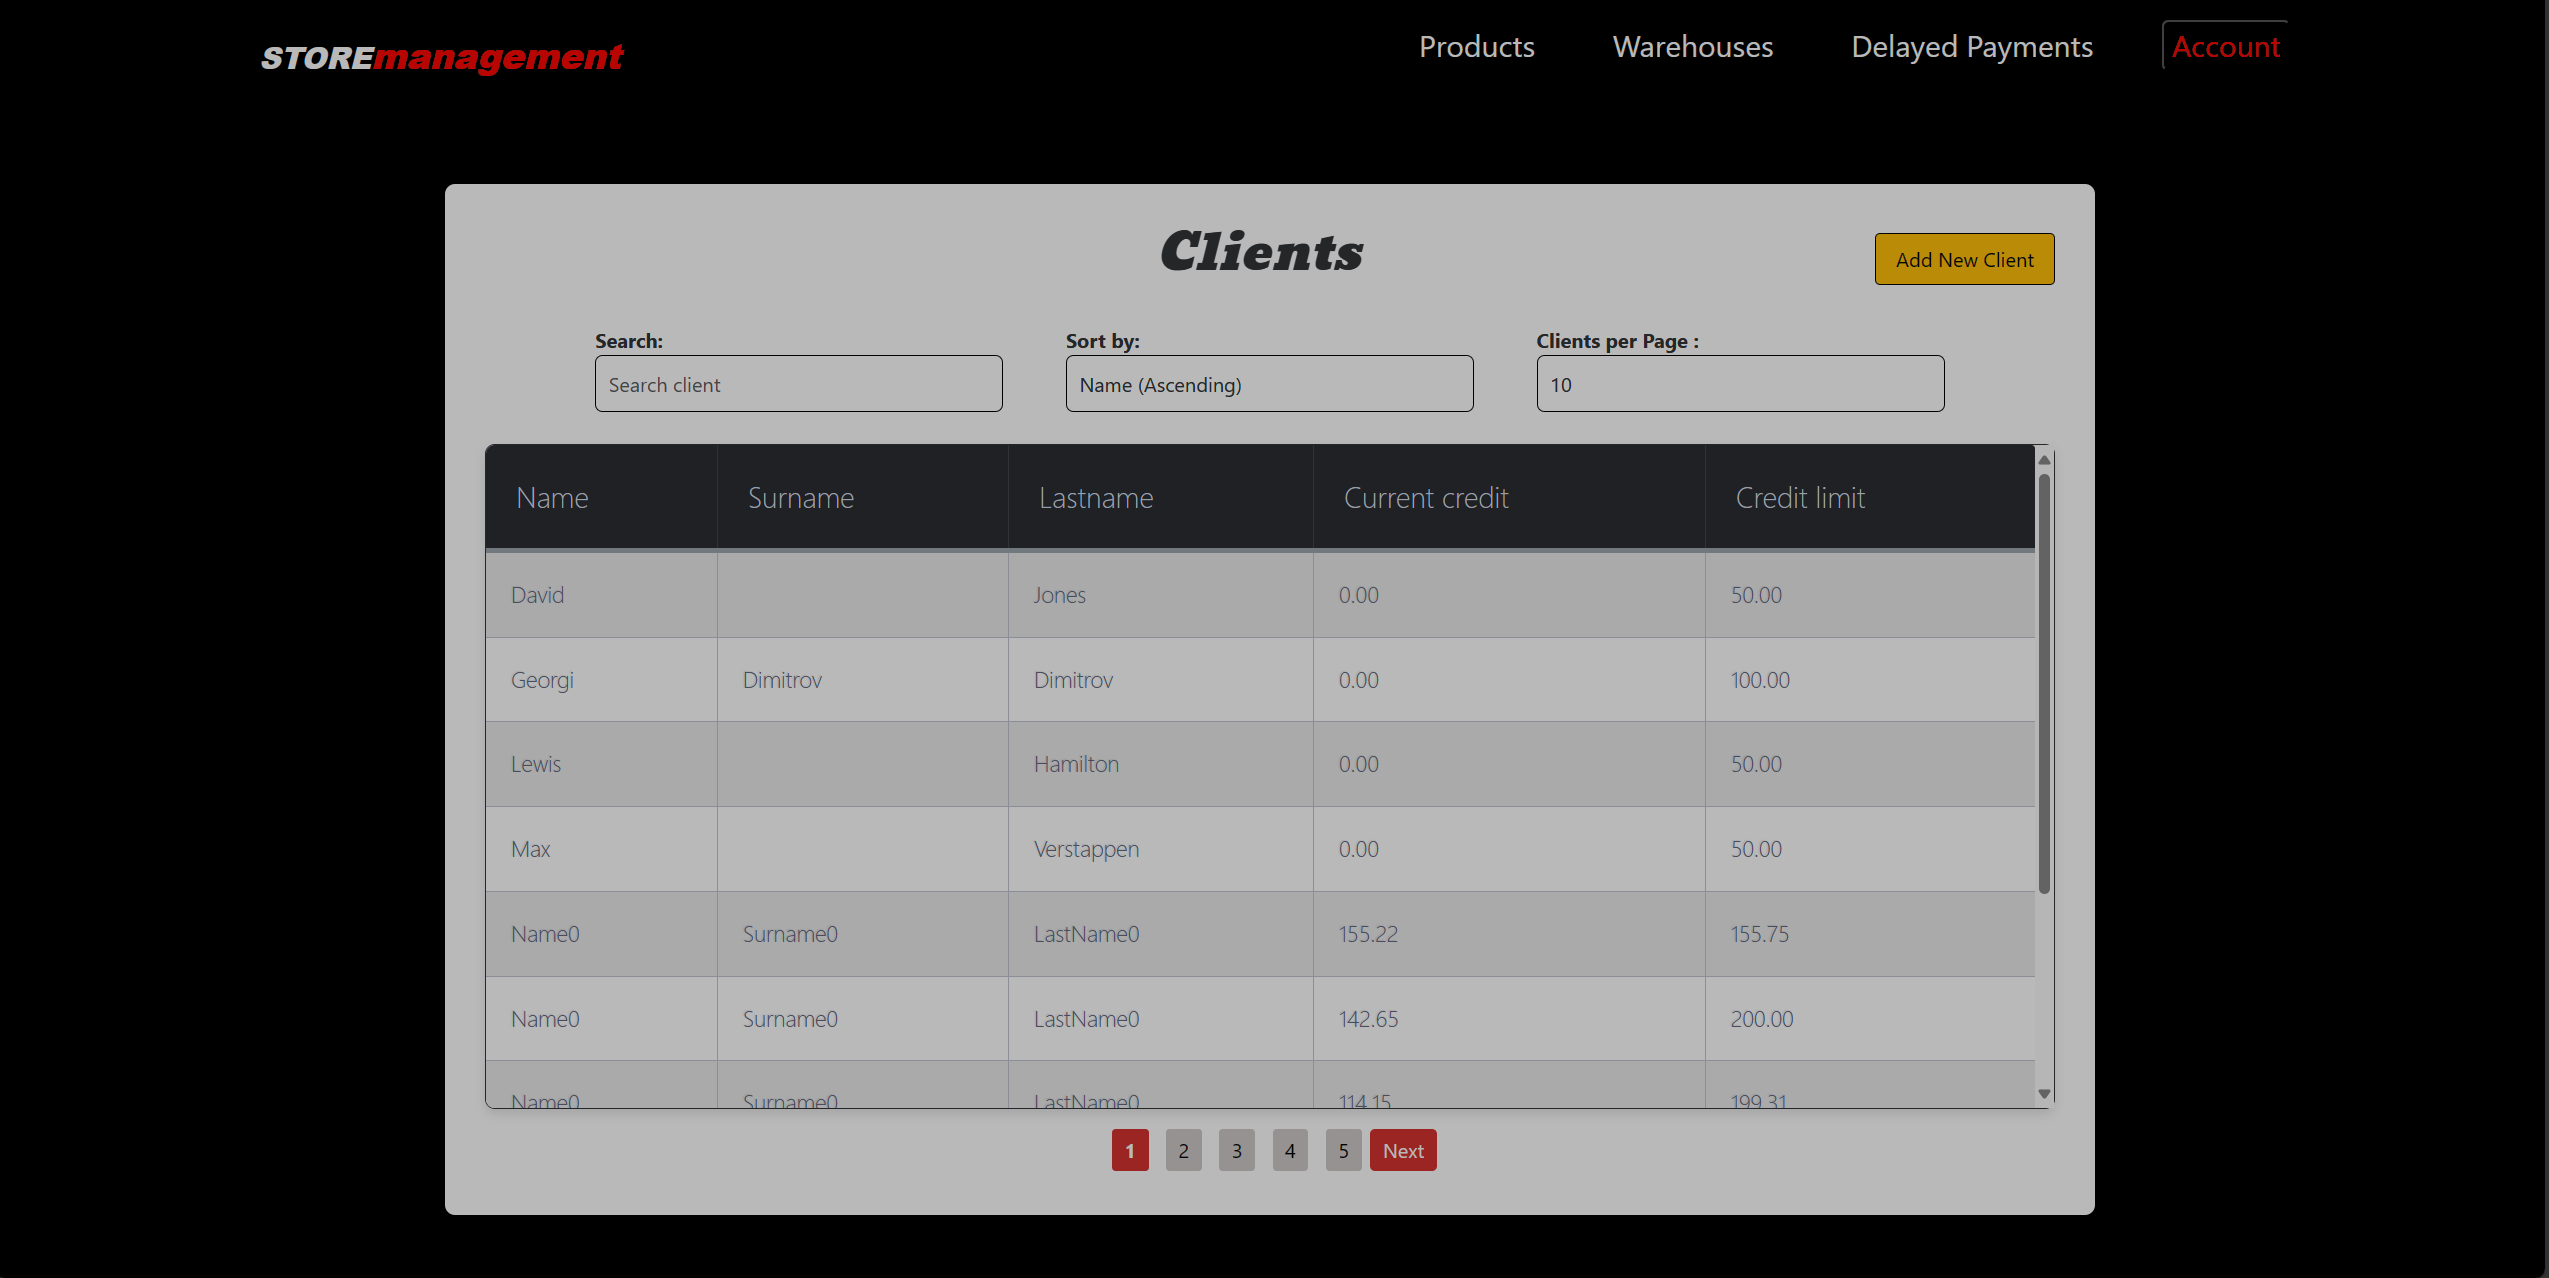 STOREmanagement
Products Warehouses Delayed Payments Account
Clients
Add New Client
Search: Sort by: Clients per Page :
Search client Name (Ascending) 10
Name Surname Lastname Current credit Credit limit
David Jones 0.00 50.00
Georgi Dimitrov Dimitrov 0.00 100.00
Lewis Hamilton 0.00 50.00
Max Verstappen 0.00 50.00
Name0 Surname0 LastName0 155.22 155.75
Name0 Surname0 LastName0 142.65 200.00
Name0 Surname0 LastName0 114.15 199.31
1 2 3 4 5 Next